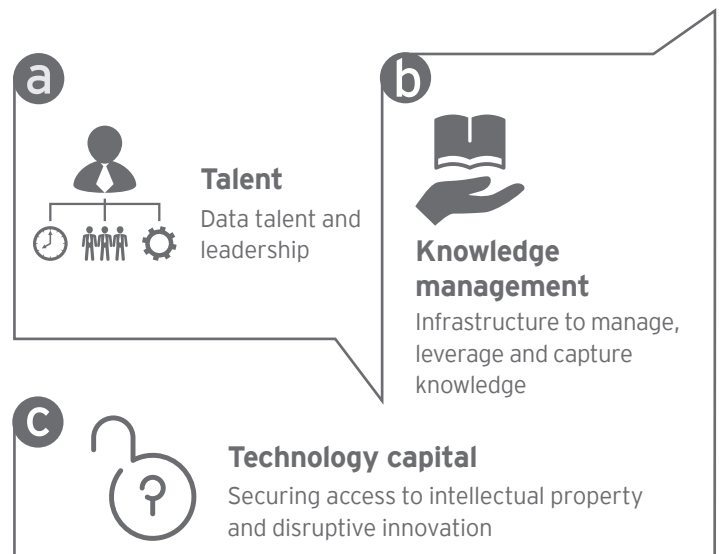 a
Talent
Data talent and
leadership
b
Knowledge
management
Infrastructure to manage,
leverage and capture
knowledge
c
Technology capital
Securing access to intellectual property
and disruptive innovation